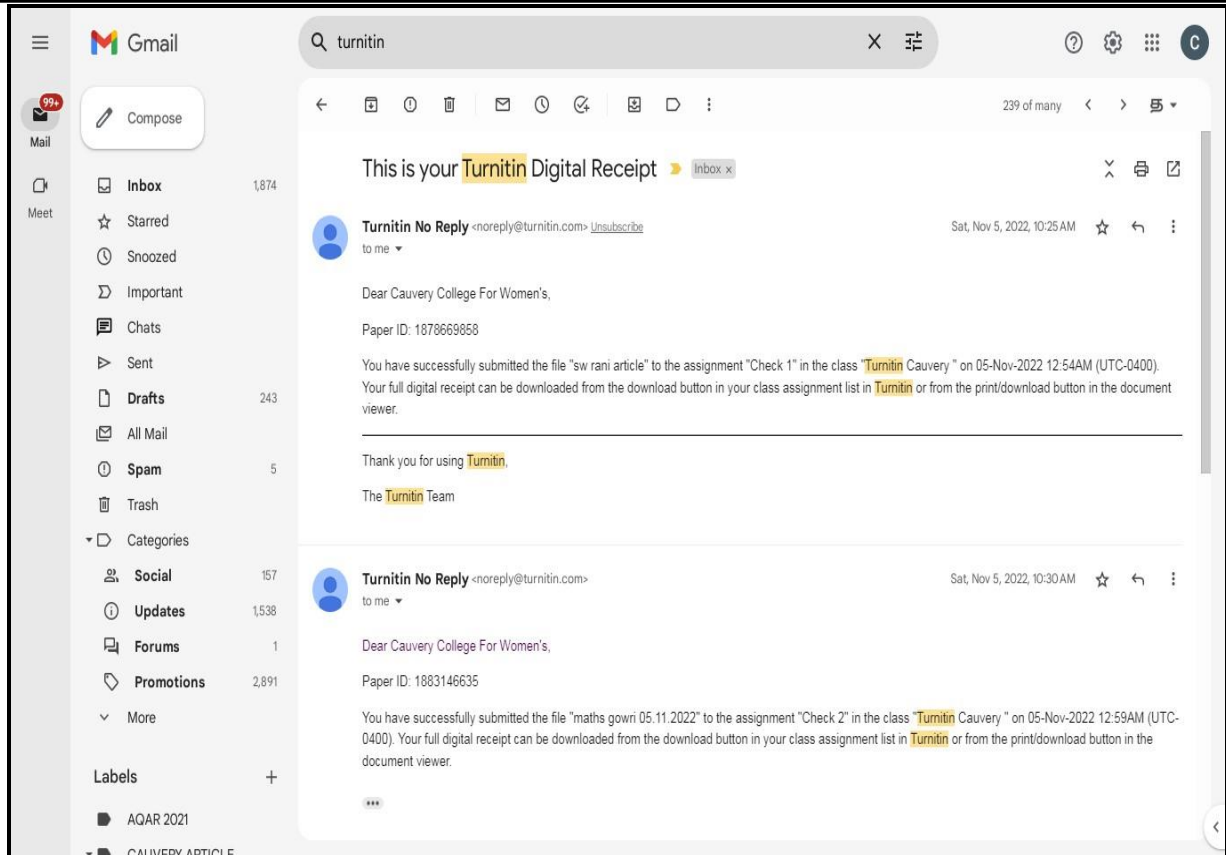 Gmail
turnitin
C
99+
Mail
Meet
Compose
Inbox 1,874
Starred
Snoozed
Important
Chats
Sent
Drafts 243
All Mail
Spam 5
Trash
Categories
Social 157
Updates 1,538
Forums 1
Promotions 2,891
More
Labels +
AQAR 2021
CAUVERY ARTICLE
239 of many
This is your Turnitin Digital Receipt Inbox x
Turnitin No Reply <noreply@turnitin.com> Unsubscribe Sat, Nov 5, 2022, 10:25 AM
to me
Dear Cauvery College For Women's,
Paper ID: 1878669858
You have successfully submitted the file "sw rani article" to the assignment "Check 1" in the class "Turnitin Cauvery " on 05-Nov-2022 12:54AM (UTC-0400).
Your full digital receipt can be downloaded from the download button in your class assignment list in Turnitin or from the print/download button in the document
viewer.
Thank you for using Turnitin,
The Turnitin Team
Turnitin No Reply <noreply@turnitin.com> Sat, Nov 5, 2022, 10:30 AM
to me
Dear Cauvery College For Women's,
Paper ID: 1883146635
You have successfully submitted the file "maths gowri 05.11.2022" to the assignment "Check 2" in the class "Turnitin Cauvery " on 05-Nov-2022 12:59AM (UTC-
0400). Your full digital receipt can be downloaded from the download button in your class assignment list in Turnitin or from the print/download button in the
document viewer.